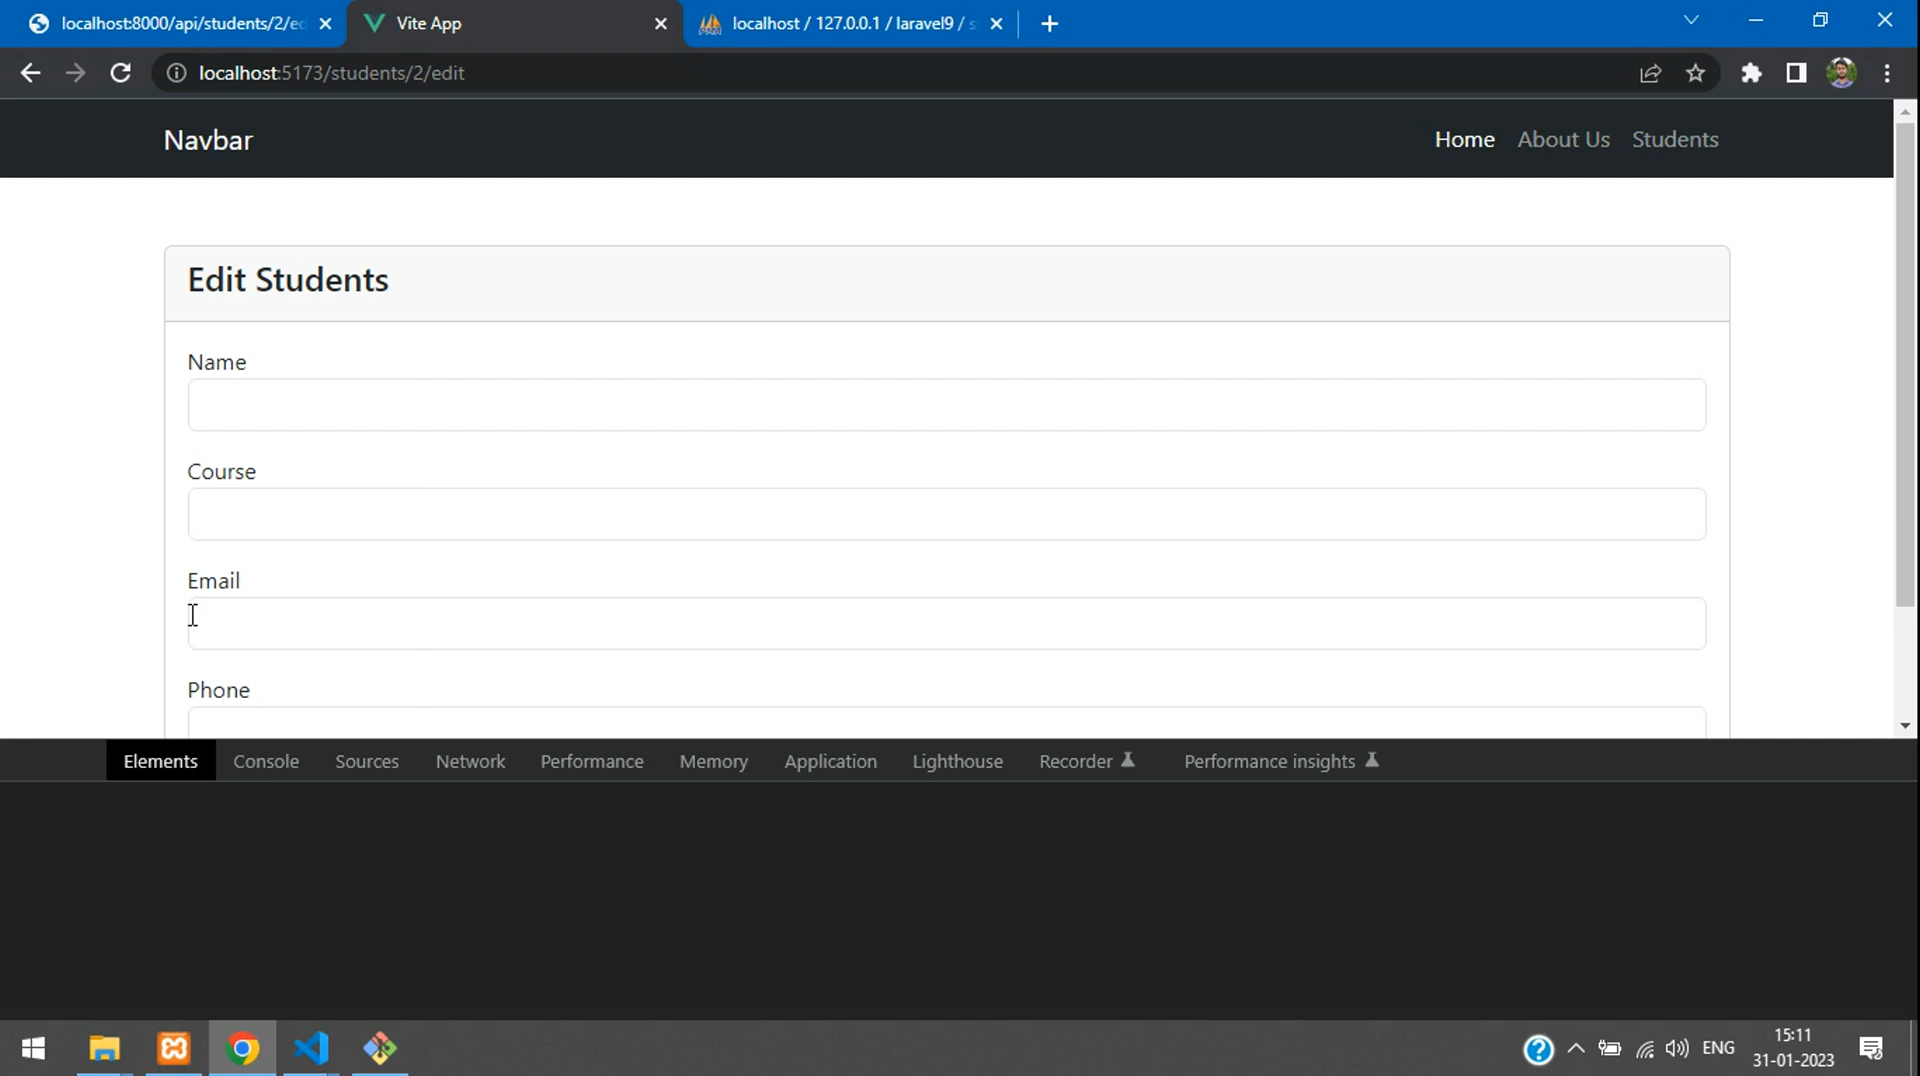 localhost:8000/api/students/2/ed
Vite App
localhost / 127.0.0.1 / laravel9 / s
localhost:5173/students/2/edit
Navbar
Home About Us Students
Edit Students
Name
Course
Email
Phone
Elements Console Sources Network Performance Memory Application Lighthouse Recorder Performance insights
ENG
15:11
31-01-2023